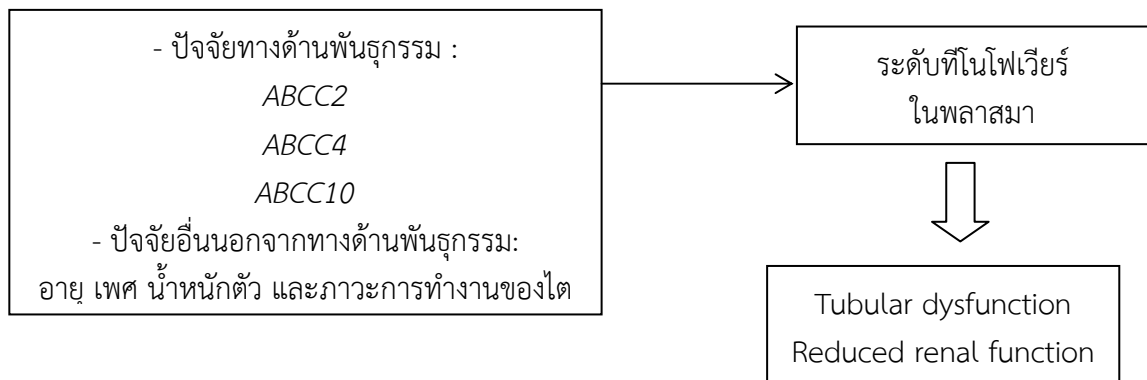 - ปัจจัยทางด้านพันธุกรรม :
ABCC2
ABCC4
ABCC10
- ปัจจัยอื่นนอกจากทางด้านพันธุกรรม:
อายุ เพศ น้ำหนักตัว และภาวะการทำงานของไต
ระดับทีโนโฟเวียร์
ในพลาสมา
Tubular dysfunction
Reduced renal function